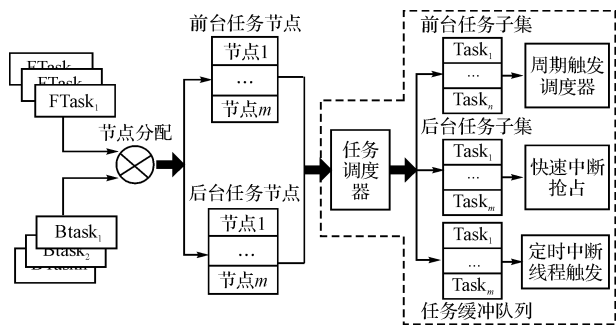 FTask
FTask
FTask₁
节点分配
Btask₁
Btask₂
前台任务节点
节点1
…
节点m
后台任务节点
节点1
…
节点m
任务
调度
器
前台任务子集
Task₁
…
Taskₙ
周期触发
调度器
后台任务子集
Task₁
…
Taskₘ
快速中断
抢占
Task₁
…
Taskₘ
定时中断
线程触发
任务缓冲队列